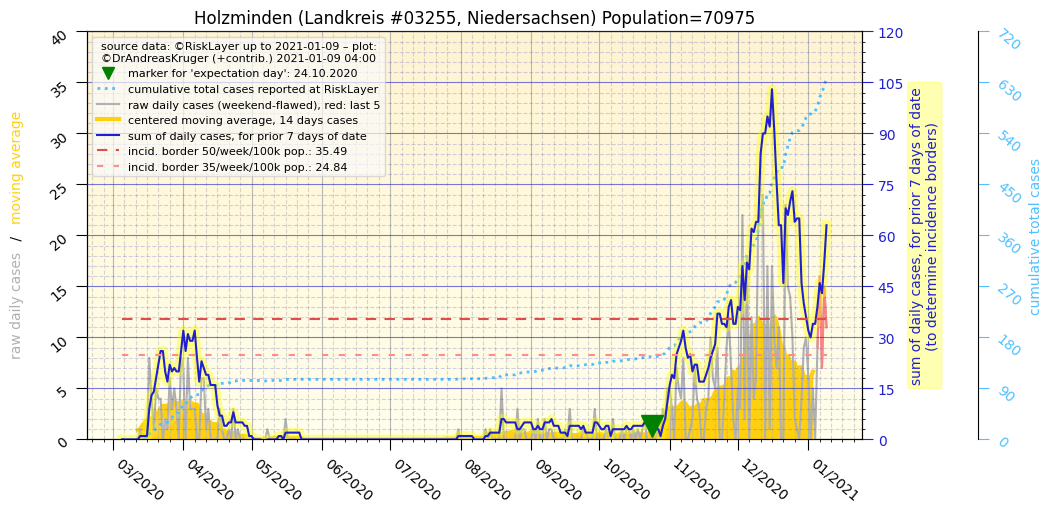 Holzminden (Landkreis #03255, Niedersachsen) Population=70975
source data: ©RiskLayer up to 2021-01-09 – plot:
©DrAndreasKruger (+contrib.) 2021-01-09 04:00
marker for 'expectation day': 24.10.2020
cumulative total cases reported at RiskLayer
raw daily cases (weekend-flawed), red: last 5
centered moving average, 14 days cases
sum of daily cases, for prior 7 days of date
incid. border 50/week/100k pop.: 35.49
incid. border 35/week/100k pop.: 24.84
raw daily cases / moving average
40
35
30
25
20
15
10
5
0
03/2020
04/2020
05/2020
06/2020
07/2020
08/2020
09/2020
10/2020
11/2020
12/2020
01/2021
120
105
90
75
60
45
30
15
0
sum of daily cases, for prior 7 days of date
(to determine incidence borders)
720
630
540
450
360
270
180
90
0
cumulative total cases